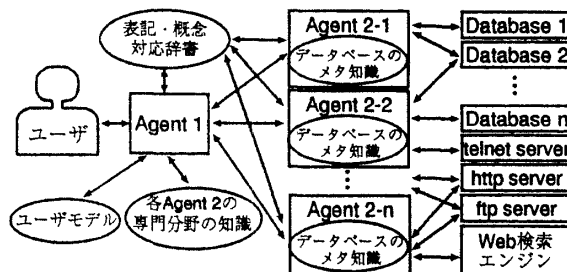 表記・概念
対応辞書
ユーザ
Agent 1
ユーザモデル
各Agent 2の
専門分野の知識
Agent 2-1
データベースの
メタ知識
Agent 2-2
データベースの
メタ知識
Agent 2-n
データベースの
メタ知識
Database 1
Database 2
Database n
telnet server
http server
ftp server
Web検索
エンジン